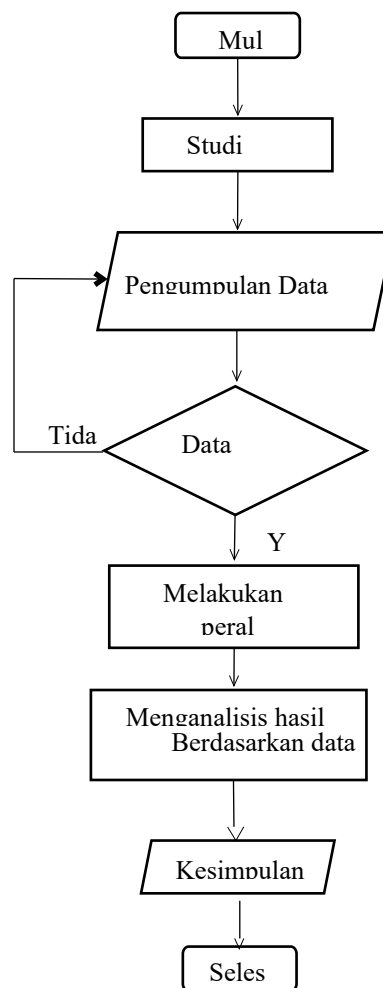 Mul
Studi
Pengumpulan Data
Tida
Data
Y
Melakukan
peral
Menganalisis hasil
Berdasarkan data
Kesimpulan
Seles